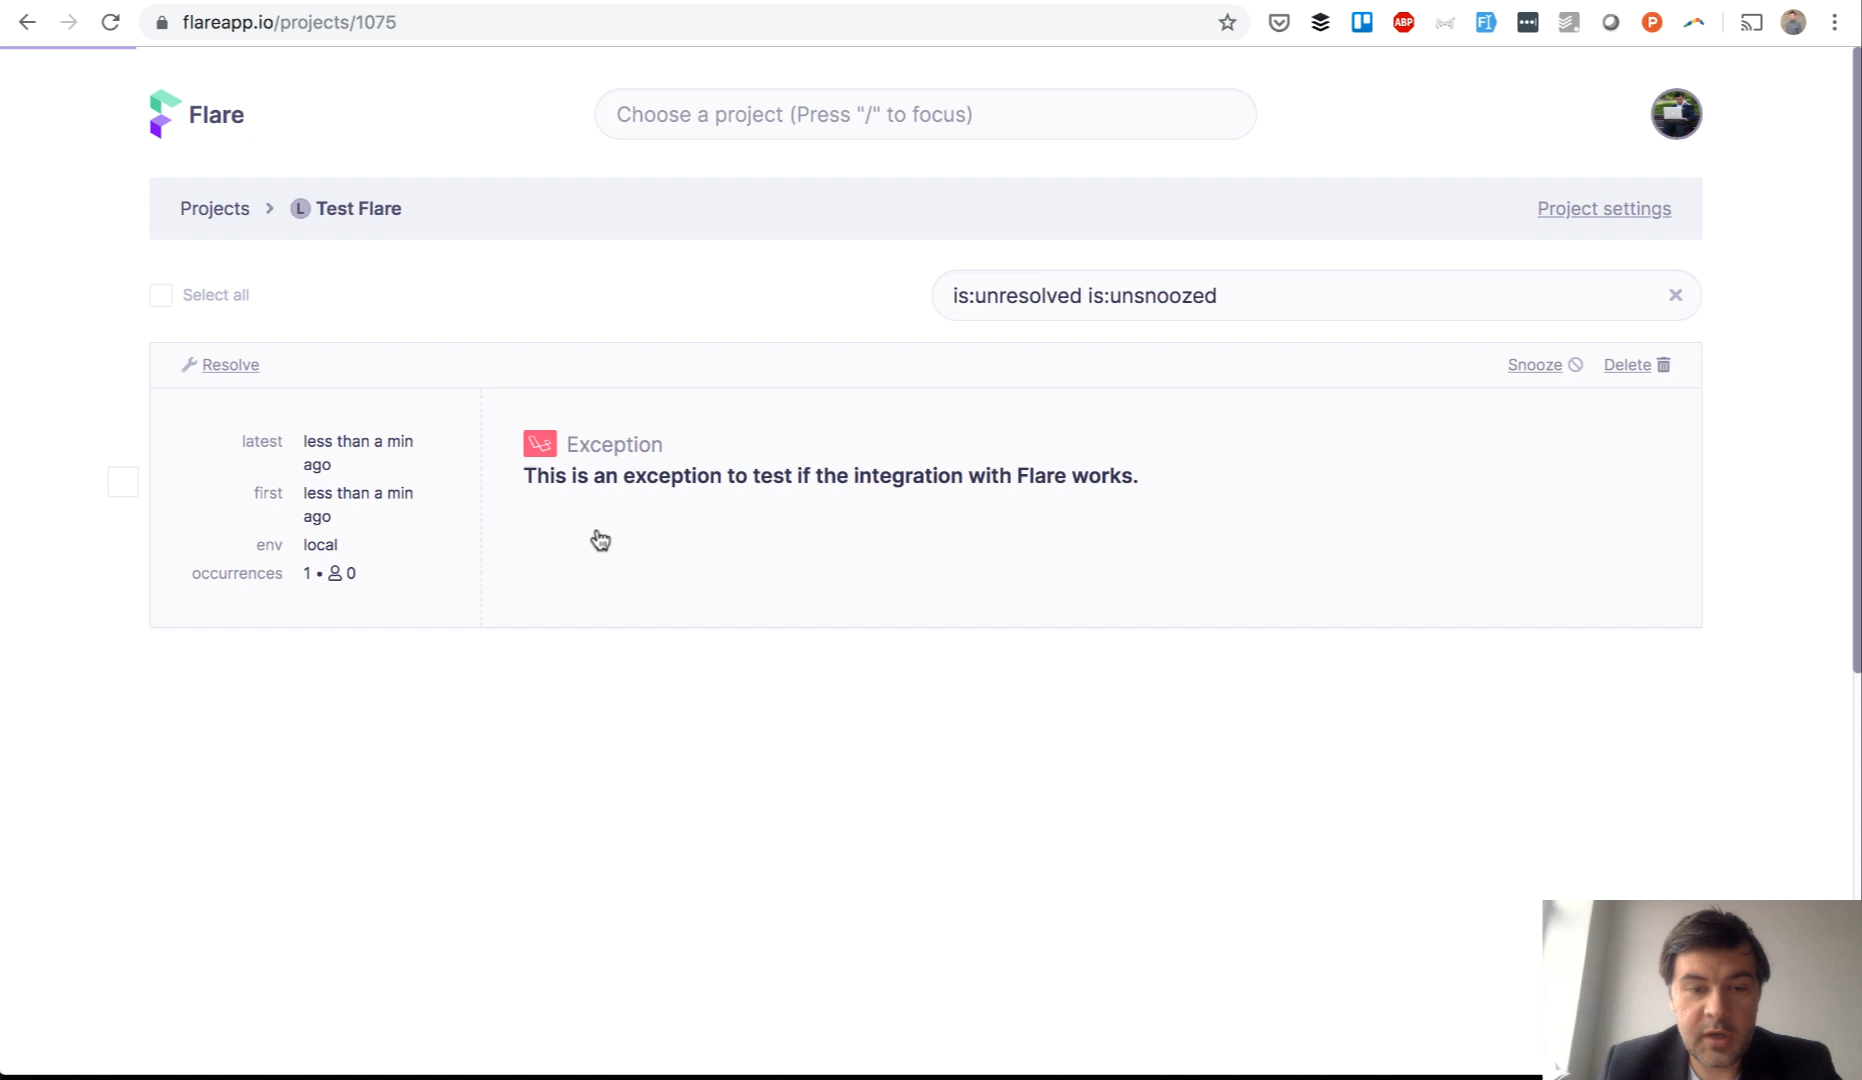 flareapp.io/projects/1075
ABP
P
Flare
Choose a project (Press "/" to focus)
Projects > L Test Flare
Project settings
Select all
is:unresolved is:unsnoozed
Resolve
Snooze
Delete
latest less than a min
ago
first less than a min
ago
env local
occurrences 1 • 0
Exception
This is an exception to test if the integration with Flare works.